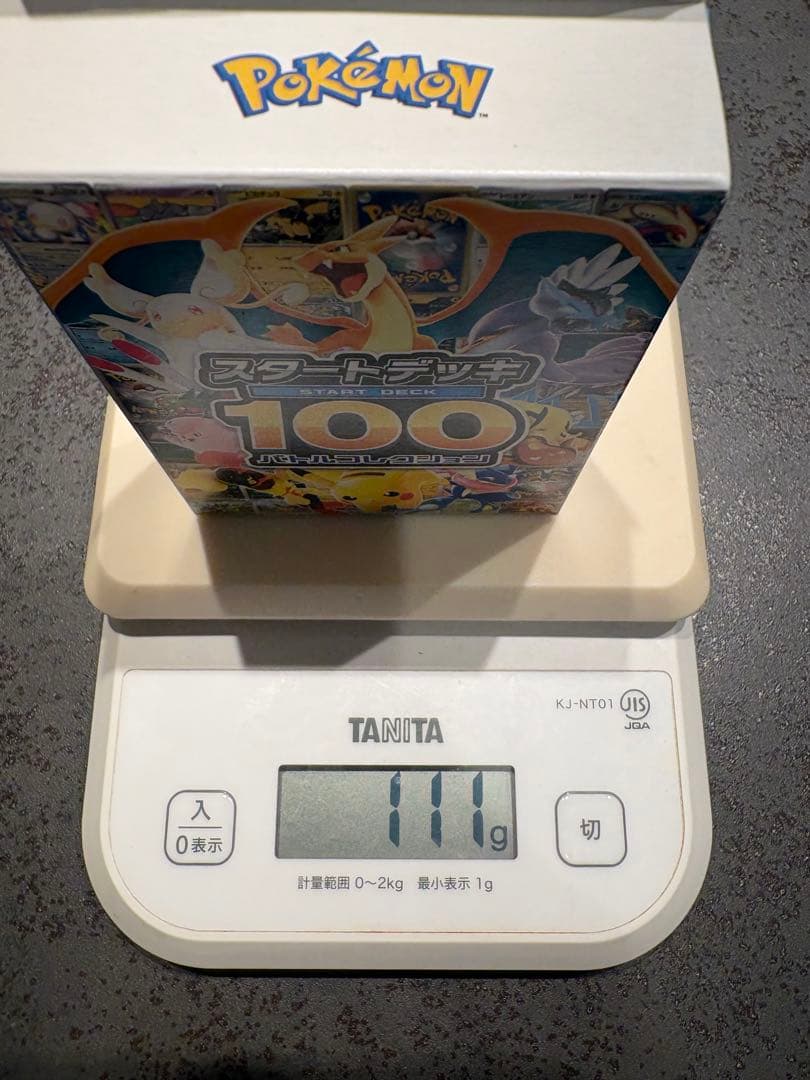 POKéMON
TM
Pokémon
スタートデッキ
START DECK
100
バトルコレクション
KJ-NT01 JIS
JQA
TANITA
入
0表示
111g
切
計量範囲 0〜2kg 最小表示 1g